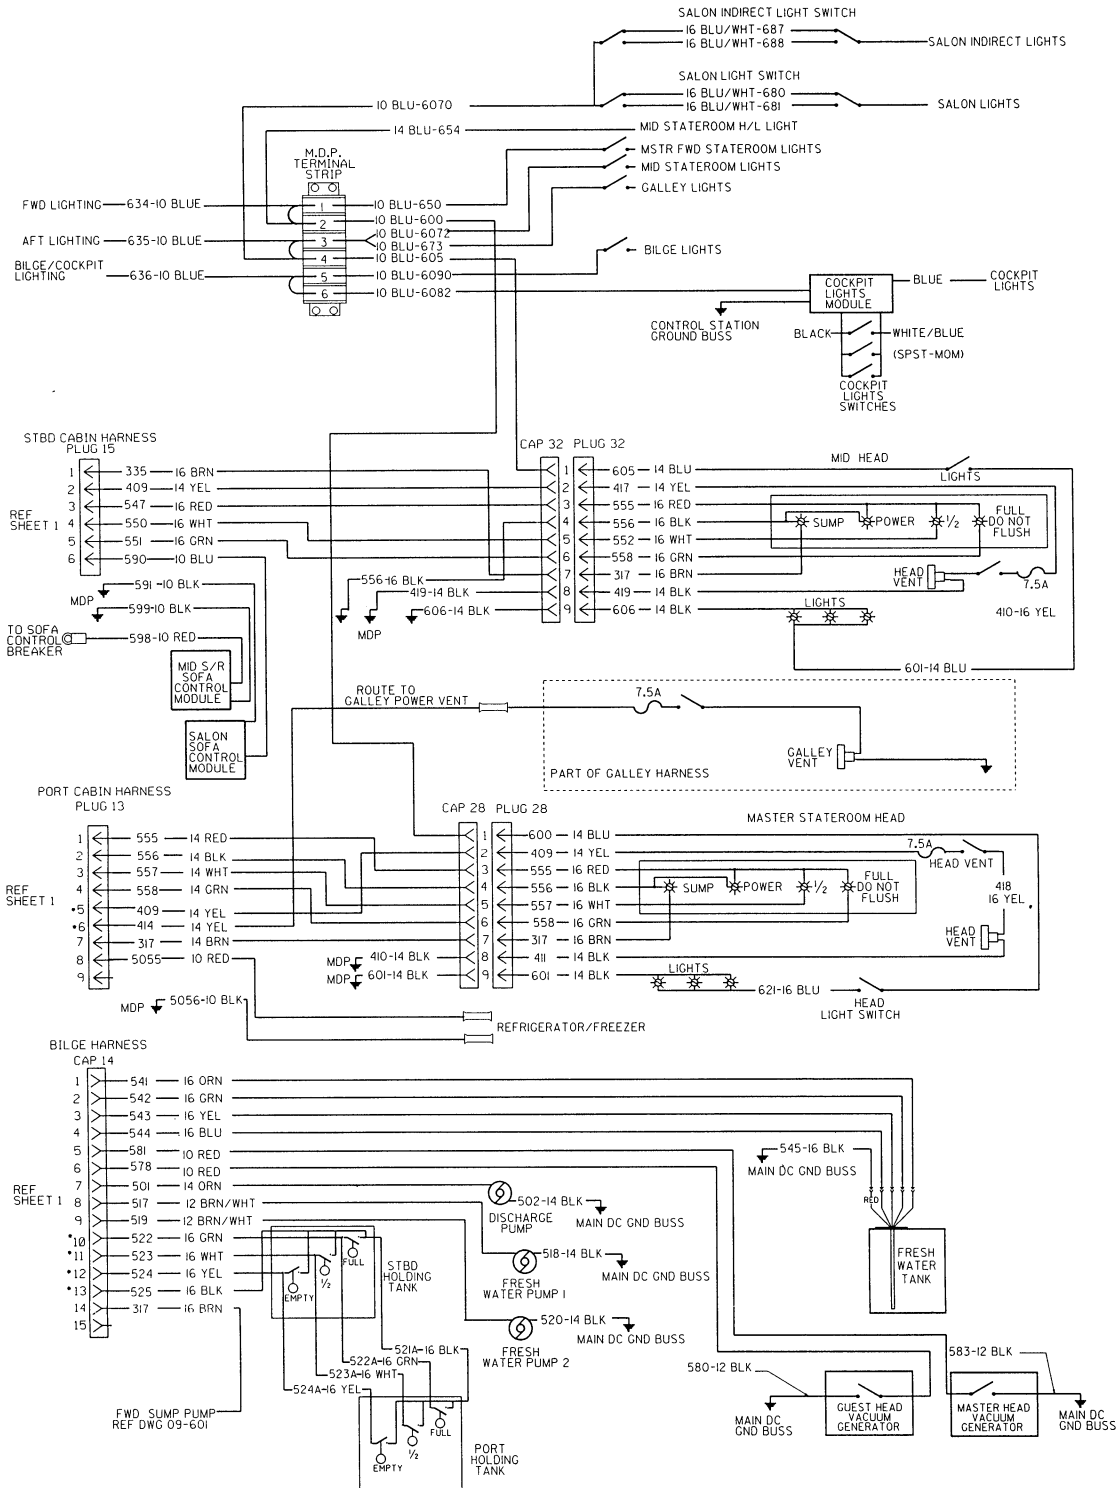 SALON INDIRECT LIGHT SWITCH
16 BLU/WHT-687
16 BLU/WHT-688
SALON INDIRECT LIGHTS
SALON LIGHT SWITCH
16 BLU/WHT-680
16 BLU/WHT-681
SALON LIGHTS
10 BLU-6070
14 BLU-654
MID STATEROOM H/L LIGHT
M.D.P.
TERMINAL
STRIP
MSTR FWD STATEROOM LIGHTS
MID STATEROOM LIGHTS
GALLEY LIGHTS
FWD LIGHTING
634-10 BLUE
1
10 BLU-650
2
10 BLU-600
10 BLU-6072
AFT LIGHTING
635-10 BLUE
3
10 BLU-673
4
10 BLU-605
BILGE LIGHTS
BILGE/COCKPIT
LIGHTING
636-10 BLUE
5
10 BLU-6090
6
10 BLU-6082
COCKPIT
LIGHTS
MODULE
BLUE
COCKPIT
LIGHTS
CONTROL STATION
GROUND BUSS
BLACK
WHITE/BLUE
(SPST-MOM)
COCKPIT
LIGHTS
SWITCHES
STBD CABIN HARNESS
PLUG 15
REF
SHEET 1
1 335 16 BRN
2 409 14 YEL
3 547 16 RED
4 550 16 WHT
5 551 16 GRN
6 590 10 BLU
591-10 BLK
MDP
599-10 BLK
TO SOFA
CONTROL
BREAKER
598-10 RED
MID S/R
SOFA
CONTROL
MODULE
SALON
SOFA
CONTROL
MODULE
CAP 32 PLUG 32
1 605 14 BLU
2 417 14 YEL
3 555 16 RED
4 556 16 BLK
5 552 16 WHT
6 558 16 GRN
7 317 16 BRN
8 419 14 BLK
9 606 14 BLK
556-16 BLK
419-14 BLK
606-14 BLK
MDP
MID HEAD
LIGHTS
SUMP
POWER
1/2
FULL
DO NOT
FLUSH
HEAD
VENT
7.5A
LIGHTS
410-16 YEL
601-14 BLU
ROUTE TO
GALLEY POWER VENT
7.5A
GALLEY
VENT
PART OF GALLEY HARNESS
PORT CABIN HARNESS
PLUG 13
REF
SHEET 1
1 555 14 RED
2 556 14 BLK
3 557 14 WHT
4 558 14 GRN
•5 409 14 YEL
•6 414 14 YEL
7 317 14 BRN
8 5055 10 RED
9
MDP
5056-10 BLK
REFRIGERATOR/FREEZER
CAP 28 PLUG 28
1 600 14 BLU
2 409 14 YEL
3 555 16 RED
4 556 16 BLK
5 557 16 WHT
6 558 16 GRN
7 317 16 BRN
8 411 14 BLK
9 601 14 BLK
MDP 410-14 BLK
MDP 601-14 BLK
MASTER STATEROOM HEAD
7.5A
HEAD VENT
SUMP
POWER
1/2
FULL
DO NOT
FLUSH
418
16 YEL
HEAD
VENT
LIGHTS
621-16 BLU
HEAD
LIGHT SWITCH
BILGE HARNESS
CAP 14
REF
SHEET 1
1 541 16 ORN
2 542 16 GRN
3 543 16 YEL
4 544 16 BLU
5 581 10 RED
6 578 10 RED
7 501 14 ORN
8 517 12 BRN/WHT
9 519 12 BRN/WHT
•10 522 16 GRN
•11 523 16 WHT
•12 524 16 YEL
•13 525 16 BLK
14 317 16 BRN
15
545-16 BLK
MAIN DC GND BUSS
RED
FRESH
WATER
TANK
502-14 BLK
DISCHARGE
PUMP
MAIN DC GND BUSS
518-14 BLK
FRESH
WATER PUMP 1
MAIN DC GND BUSS
520-14 BLK
FRESH
WATER PUMP 2
MAIN DC GND BUSS
EMPTY
1/2
FULL
STBD
HOLDING
TANK
521A-16 BLK
522A-16 GRN
523A-16 WHT
524A-16 YEL
FWD SUMP PUMP
REF DWG 09-601
EMPTY
1/2
FULL
PORT
HOLDING
TANK
580-12 BLK
MAIN DC
GND BUSS
GUEST HEAD
VACUUM
GENERATOR
583-12 BLK
MASTER HEAD
VACUUM
GENERATOR
MAIN DC
GND BUSS